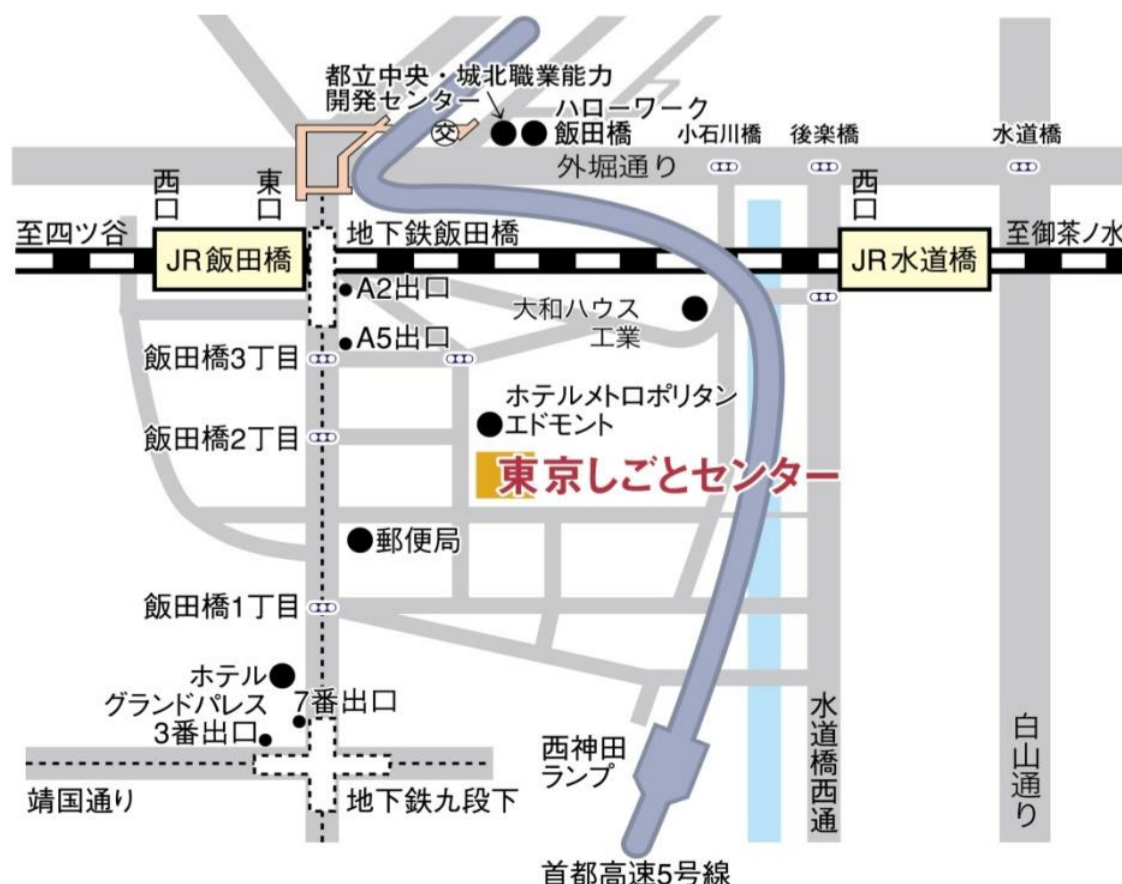 都立中央・城北職業能力
開発センター
ハローワーク
飯田橋
交
小石川橋
後楽橋
水道橋
外堀通り
西口
東口
西口
至四ツ谷
JR飯田橋
地下鉄飯田橋
JR水道橋
至御茶ノ水
A2出口
大和ハウス
工業
A5出口
飯田橋3丁目
ホテルメトロポリタン
エドモント
飯田橋2丁目
東京しごとセンター
郵便局
飯田橋1丁目
ホテル
グランドパレス
7番出口
3番出口
西神田
ランプ
水道橋西通
白山通り
靖国通り
地下鉄九段下
首都高速5号線